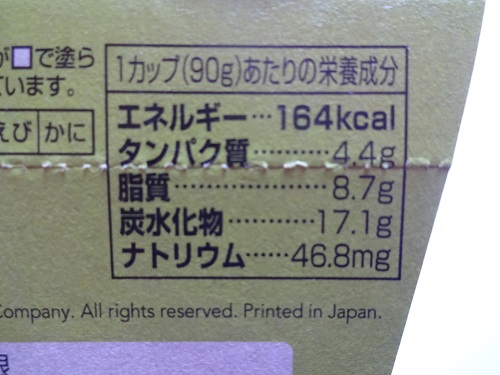 が■で塗ら
ています。
えび かに
1カップ(90g)あたりの栄養成分
エネルギー…164kcal
タンパク質………4.4g
脂質………………8.7g
炭水化物…………17.1g
ナトリウム……46.8mg
Company. All rights reserved. Printed in Japan.